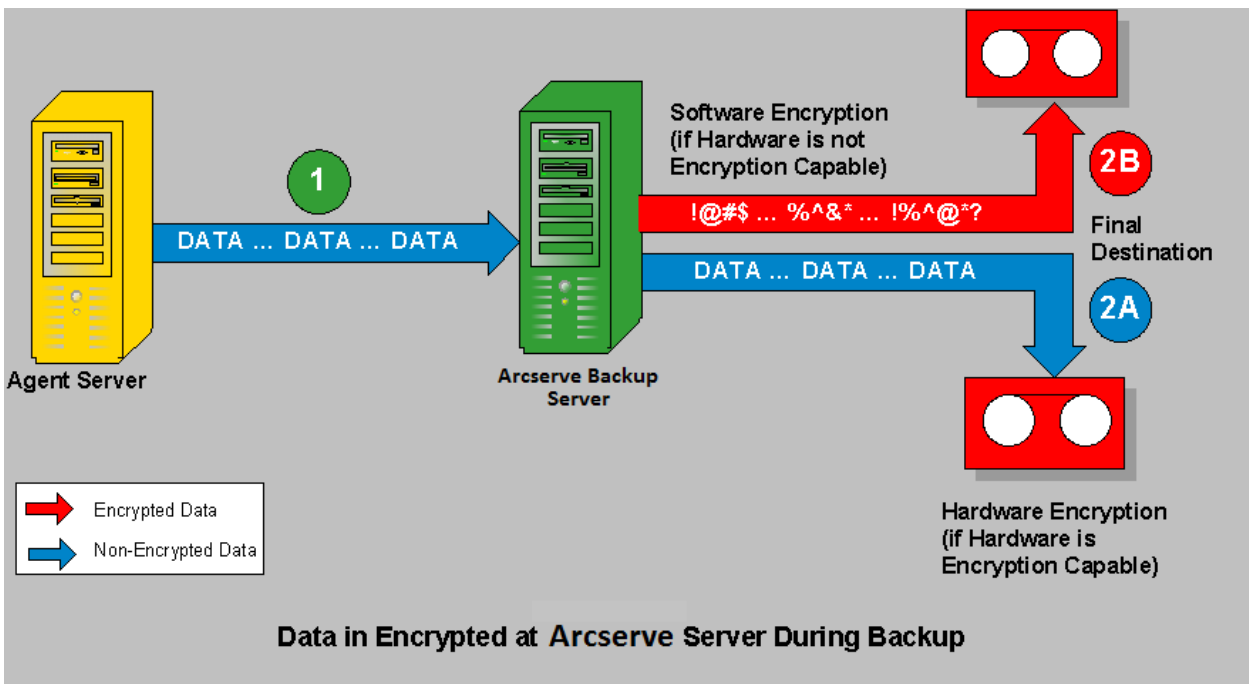 Software Encryption
(if Hardware is not
Encryption Capable)
1
2B
!@#$ ... %^&* ... !%^@*?
DATA ... DATA ... DATA
Final
Destination
DATA ... DATA ... DATA
2A
Agent Server
Arcserve Backup
Server
Encrypted Data
Non-Encrypted Data
Hardware Encryption
(if Hardware is
Encryption Capable)
Data in Encrypted at Arcserve Server During Backup